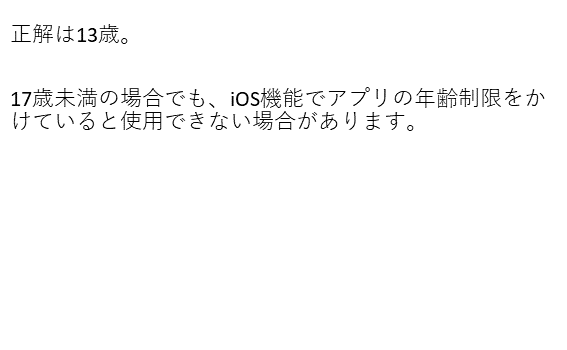 正解は13歳。
17歳未満の場合でも、iOS機能でアプリの年齢制限をか
けていると使用できない場合があります。